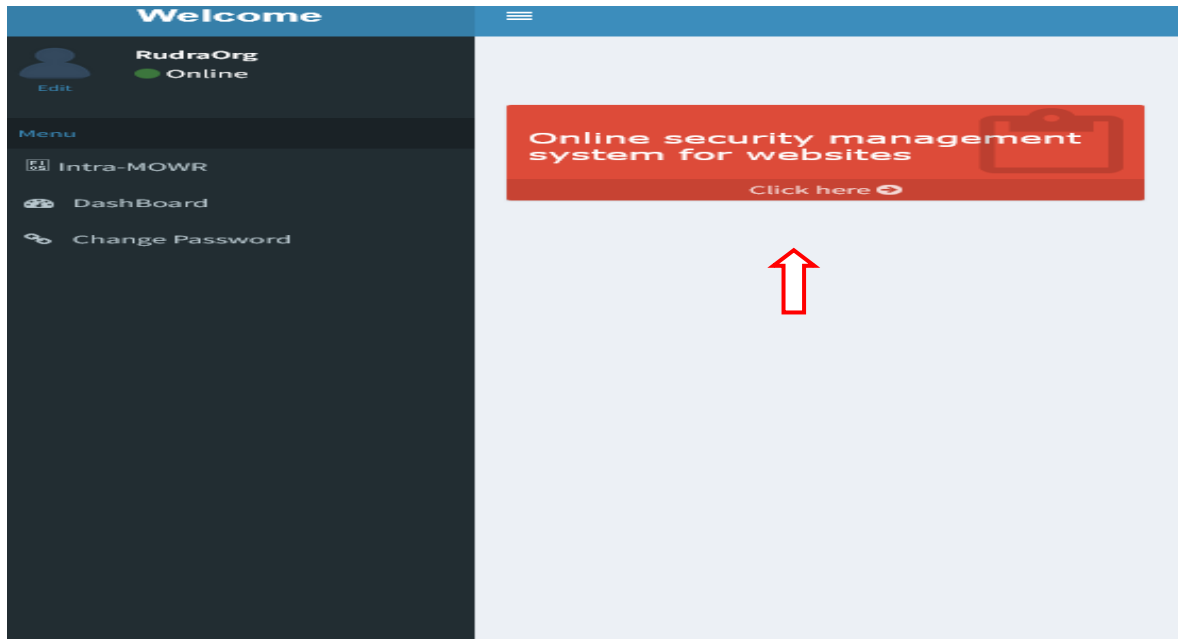 Welcome
RudraOrg
Online
Edit
Menu
Intra-MOWR
DashBoard
Change Password
Online security management
system for websites
Click here